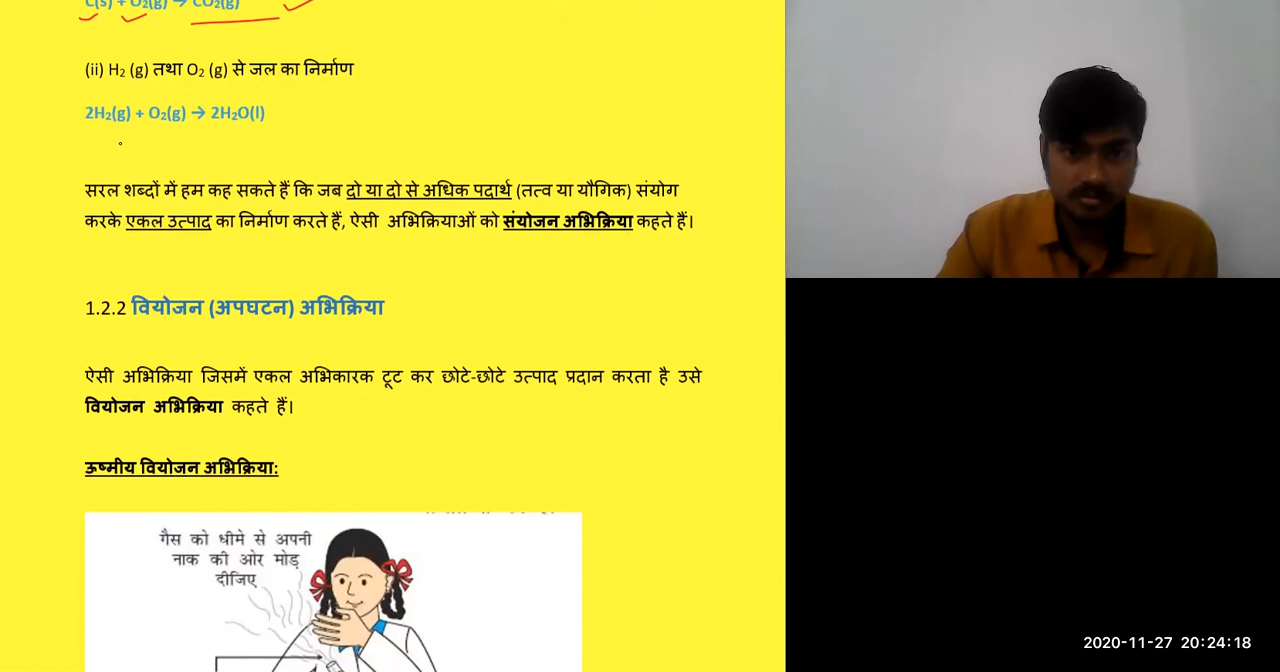 C(s) + O₂(g) → CO₂(g)
(ii) H₂ (g) तथा O₂ (g) से जल का निर्माण
2H₂(g) + O₂(g) → 2H₂O(l)
सरल शब्दों में हम कह सकते हैं कि जब दो या दो से अधिक पदार्थ (तत्व या यौगिक) संयोग
करके एकल उत्पाद का निर्माण करते हैं, ऐसी अभिक्रियाओं को संयोजन अभिक्रिया कहते हैं।
1.2.2 वियोजन (अपघटन) अभिक्रिया
ऐसी अभिक्रिया जिसमें एकल अभिकारक टूट कर छोटे-छोटे उत्पाद प्रदान करता है उसे
वियोजन अभिक्रिया कहते हैं।
ऊष्मीय वियोजन अभिक्रिया:
गैस को धीमे से अपनी
नाक की ओर मोड़
दीजिए
2020-11-27 20:24:18